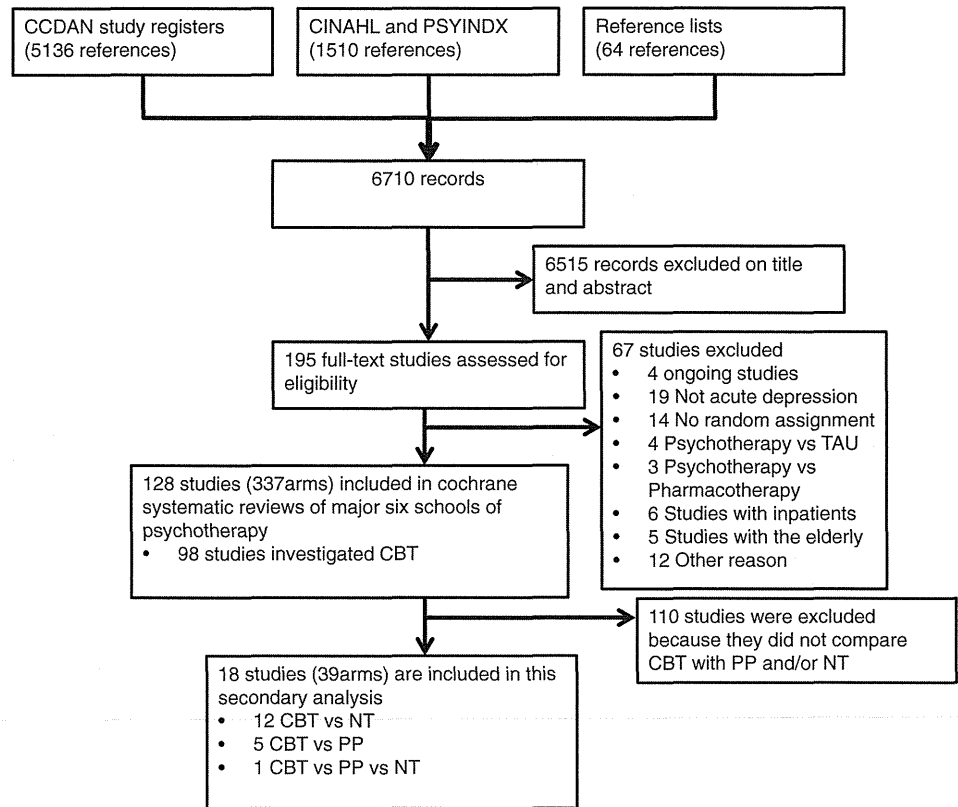 CCDAN study registers
(5136 references)
CINAHL and PSYINDX
(1510 references)
Reference lists
(64 references)
6710 records
6515 records excluded on title
and abstract
195 full-text studies assessed for
eligibility
67 studies excluded
• 4 ongoing studies
• 19 Not acute depression
• 14 No random assignment
• 4 Psychotherapy vs TAU
• 3 Psychotherapy vs
Pharmacotherapy
• 6 Studies with inpatients
• 5 Studies with the elderly
• 12 Other reason
128 studies (337arms) included in cochrane
systematic reviews of major six schools of
psychotherapy
• 98 studies investigated CBT
110 studies were excluded
because they did not compare
CBT with PP and/or NT
18 studies (39arms) are included in this
secondary analysis
• 12 CBT vs NT
• 5 CBT vs PP
• 1 CBT vs PP vs NT